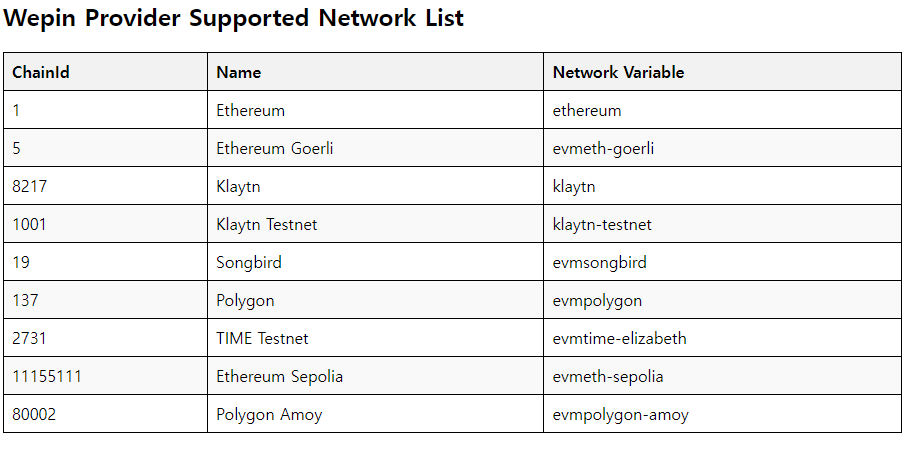 Wepin Provider Supported Network List
ChainId Name Network Variable
1 Ethereum ethereum
5 Ethereum Goerli evmeth-goerli
8217 Klaytn klaytn
1001 Klaytn Testnet klaytn-testnet
19 Songbird evmsongbird
137 Polygon evmpolygon
2731 TIME Testnet evmtime-elizabeth
11155111 Ethereum Sepolia evmeth-sepolia
80002 Polygon Amoy evmpolygon-amoy